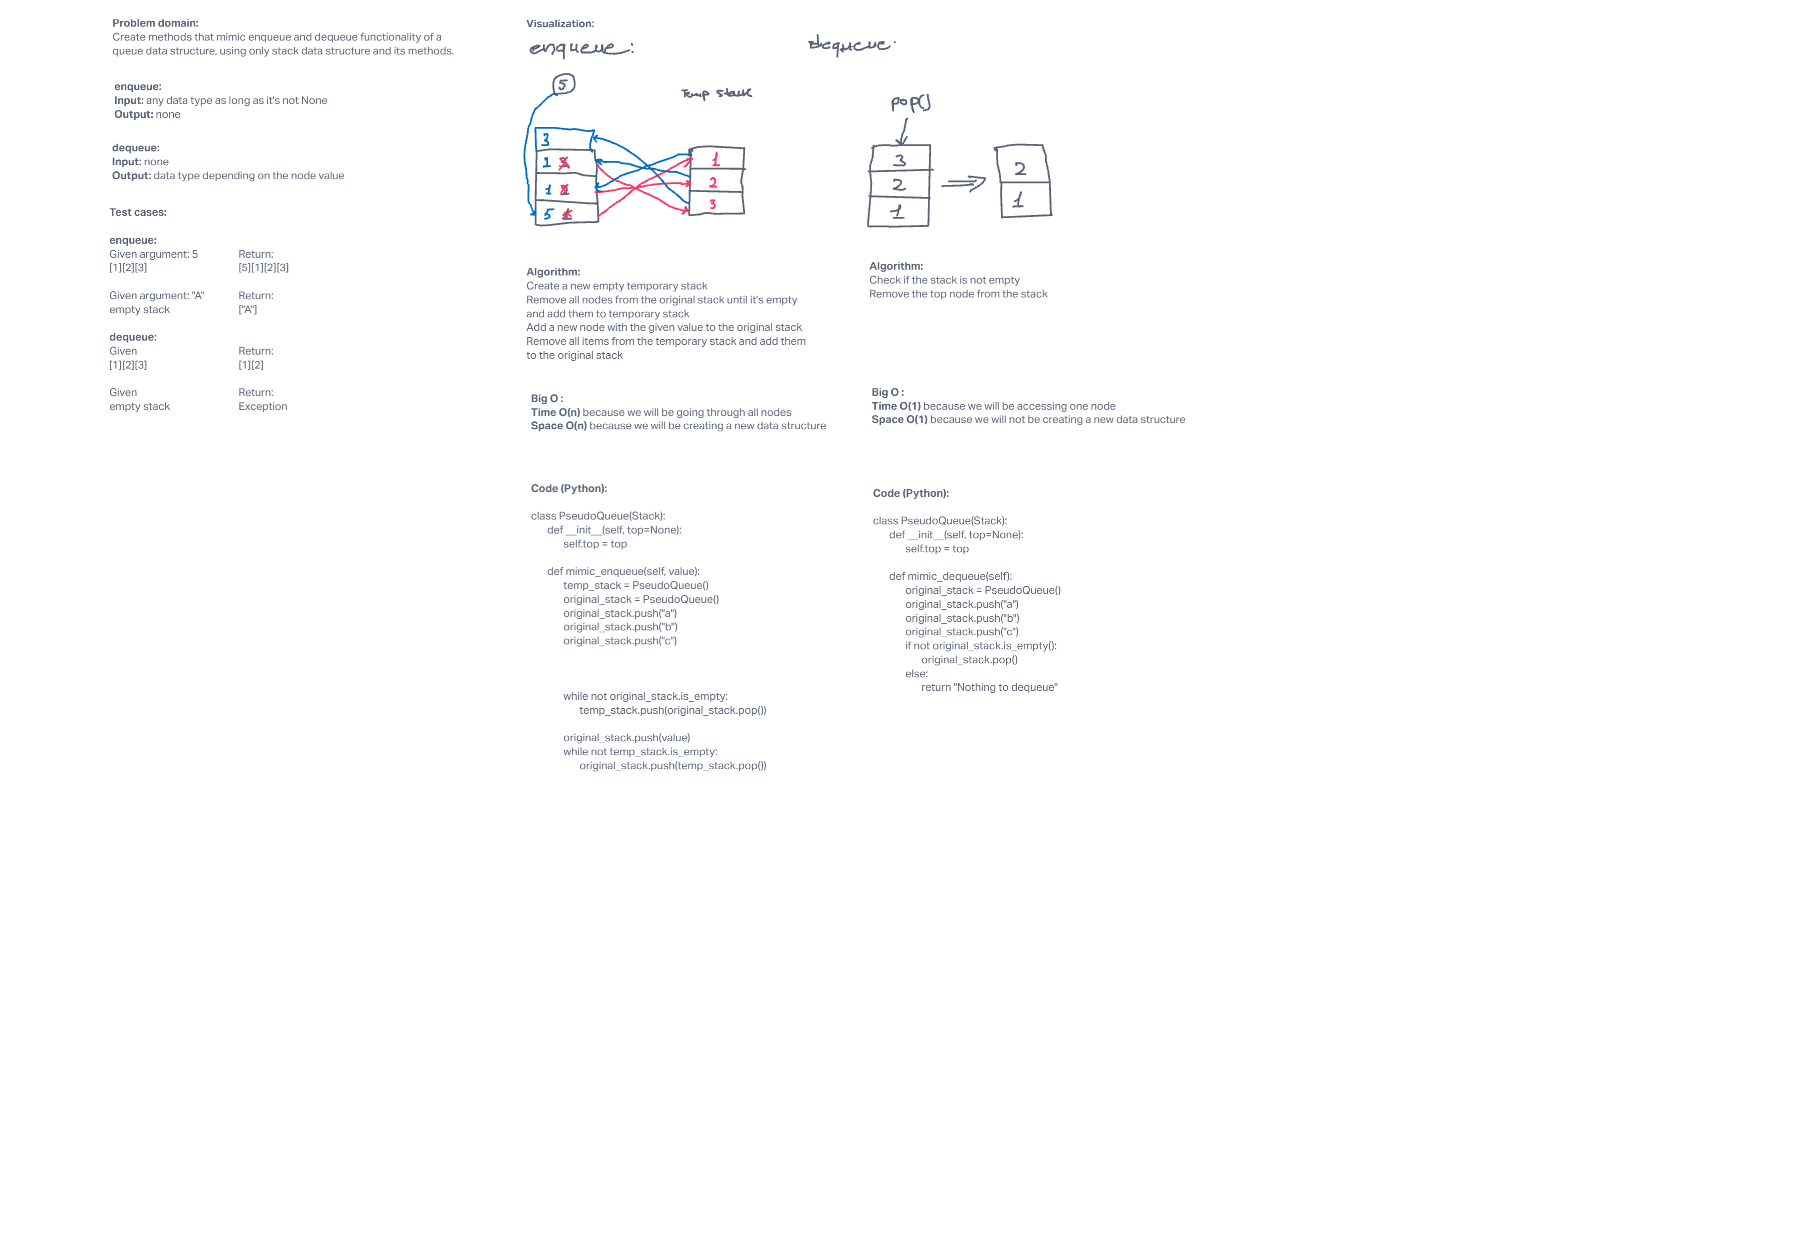 Problem domain:
Create methods that mimic enqueue and dequeue functionality of a
queue data structure, using only stack data structure and its methods.
enqueue:
Input: any data type as long as it's not None
Output: none
dequeue:
Input: none
Output: data type depending on the node value
Test cases:
enqueue:
Given argument: 5 Return:
[1][2][3] [5][1][2][3]
Given argument: "A" Return:
empty stack ["A"]
dequeue:
Given Return:
[1][2][3] [1][2]
Given Return:
empty stack Exception
Visualization:
enqueue:
5
Temp stack
3
1 3
1 2
5 1
1
2
3
Algorithm:
Create a new empty temporary stack
Remove all nodes from the original stack until it's empty
and add them to temporary stack
Add a new node with the given value to the original stack
Remove all items from the temporary stack and add them
to the original stack
Big O :
Time O(n) because we will be going through all nodes
Space O(n) because we will be creating a new data structure
Code (Python):
class PseudoQueue(Stack):
def __init__(self, top=None):
self.top = top
def mimic_enqueue(self, value):
temp_stack = PseudoQueue()
original_stack = PseudoQueue()
original_stack.push("a")
original_stack.push("b")
original_stack.push("c")
while not original_stack.is_empty:
temp_stack.push(original_stack.pop())
original_stack.push(value)
while not temp_stack.is_empty:
original_stack.push(temp_stack.pop())
dequeue:
pop()
3
2
1
2
1
Algorithm:
Check if the stack is not empty
Remove the top node from the stack
Big O :
Time O(1) because we will be accessing one node
Space O(1) because we will not be creating a new data structure
Code (Python):
class PseudoQueue(Stack):
def __init__(self, top=None):
self.top = top
def mimic_dequeue(self):
original_stack = PseudoQueue()
original_stack.push("a")
original_stack.push("b")
original_stack.push("c")
if not original_stack.is_empty():
original_stack.pop()
else:
return "Nothing to dequeue"